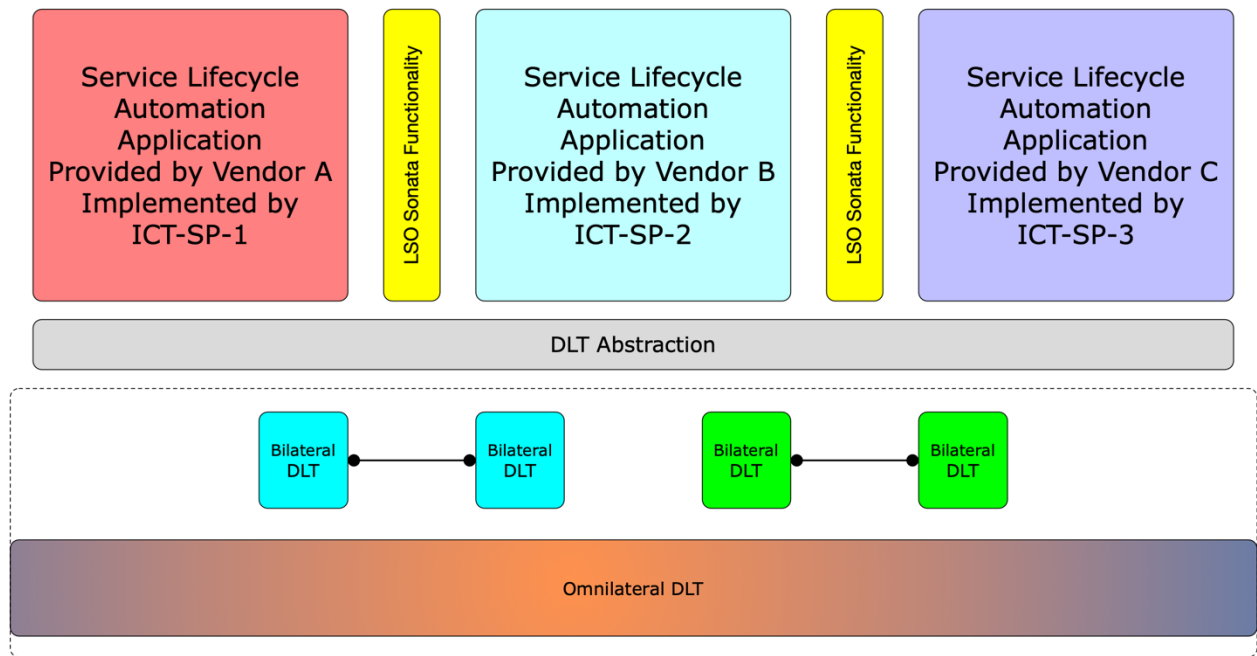 Service Lifecycle
Automation
Application
Provided by Vendor A
Implemented by
ICT-SP-1
LSO Sonata Functionality
Service Lifecycle
Automation
Application
Provided by Vendor B
Implemented by
ICT-SP-2
LSO Sonata Functionality
Service Lifecycle
Automation
Application
Provided by Vendor C
Implemented by
ICT-SP-3
DLT Abstraction
Bilateral
DLT
Bilateral
DLT
Bilateral
DLT
Bilateral
DLT
Omnilateral DLT